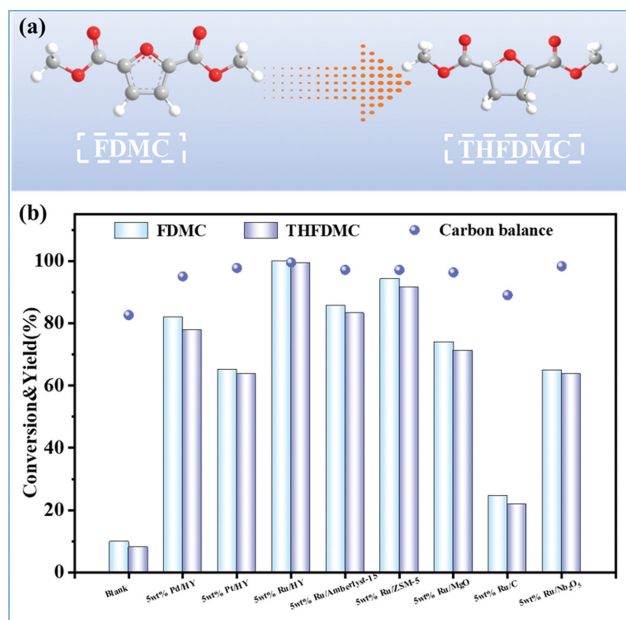 (a)
FDMC
THFDMC
(b)
FDMC
THFDMC
Carbon balance
Conversion&Yield(%)
100
80
60
40
20
0
Blank
5wt% Pd/HY
5wt% Pt/HY
5wt% Ru/HY
5wt% Ru/Amberlyst-15
5wt% Ru/ZSM-5
5wt% Ru/MgO
5wt% Ru/C
5wt% Ru/Nb₂O₅